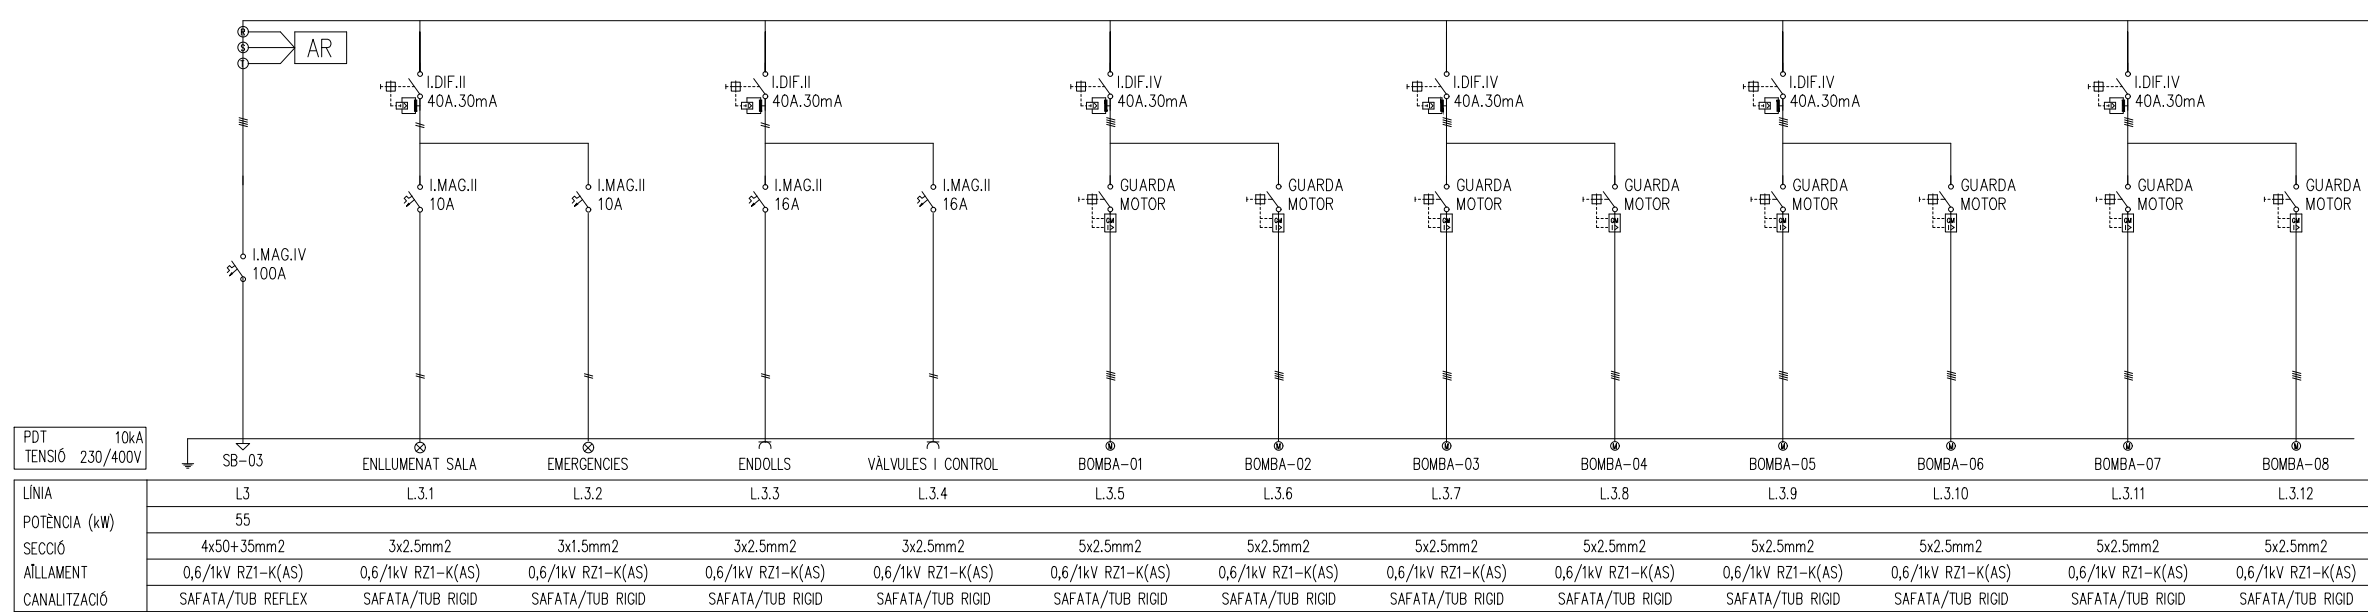 R
S
T
AR
I.DIF.II
40A.30mA
I.DIF.II
40A.30mA
I.DIF.IV
40A.30mA
I.DIF.IV
40A.30mA
I.DIF.IV
40A.30mA
I.DIF.IV
40A.30mA
I.MAG.II
10A
I.MAG.II
10A
I.MAG.II
16A
I.MAG.II
16A
GUARDA
MOTOR
GUARDA
MOTOR
GUARDA
MOTOR
GUARDA
MOTOR
GUARDA
MOTOR
GUARDA
MOTOR
GUARDA
MOTOR
GUARDA
MOTOR
I.MAG.IV
100A
PDT 10kA
TENSIÓ 230/400V
SB-03 ENLLUMENAT SALA EMERGENCIES ENDOLLS VÀLVULES I CONTROL BOMBA-01 BOMBA-02 BOMBA-03 BOMBA-04 BOMBA-05 BOMBA-06 BOMBA-07 BOMBA-08
LÍNIA L3 L.3.1 L.3.2 L.3.3 L.3.4 L.3.5 L.3.6 L.3.7 L.3.8 L.3.9 L.3.10 L.3.11 L.3.12
POTÈNCIA (kW) 55
SECCIÓ 4x50+35mm2 3x2.5mm2 3x1.5mm2 3x2.5mm2 3x2.5mm2 5x2.5mm2 5x2.5mm2 5x2.5mm2 5x2.5mm2 5x2.5mm2 5x2.5mm2 5x2.5mm2 5x2.5mm2
AÏLLAMENT 0,6/1kV RZ1-K(AS) 0,6/1kV RZ1-K(AS) 0,6/1kV RZ1-K(AS) 0,6/1kV RZ1-K(AS) 0,6/1kV RZ1-K(AS) 0,6/1kV RZ1-K(AS) 0,6/1kV RZ1-K(AS) 0,6/1kV RZ1-K(AS) 0,6/1kV RZ1-K(AS) 0,6/1kV RZ1-K(AS) 0,6/1kV RZ1-K(AS) 0,6/1kV RZ1-K(AS) 0,6/1kV RZ1-K(AS)
CANALITZACIÓ SAFATA/TUB REFLEX SAFATA/TUB RIGID SAFATA/TUB RIGID SAFATA/TUB RIGID SAFATA/TUB RIGID SAFATA/TUB RIGID SAFATA/TUB RIGID SAFATA/TUB RIGID SAFATA/TUB RIGID SAFATA/TUB RIGID SAFATA/TUB RIGID SAFATA/TUB RIGID SAFATA/TUB RIGID